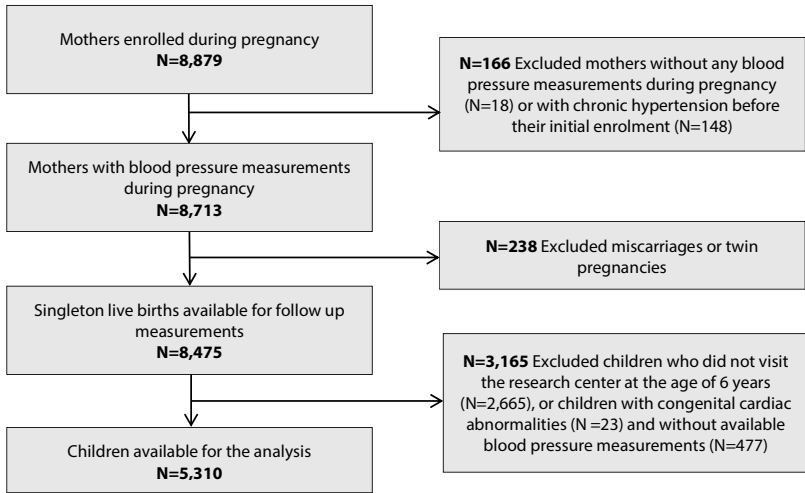 Mothers enrolled during pregnancy
N=8,879
N=166 Excluded mothers without any blood
pressure measurements during pregnancy
(N=18) or with chronic hypertension before
their initial enrolment (N=148)
Mothers with blood pressure measurements
during pregnancy
N=8,713
N=238 Excluded miscarriages or twin
pregnancies
Singleton live births available for follow up
measurements
N=8,475
N=3,165 Excluded children who did not visit
the research center at the age of 6 years
(N=2,665), or children with congenital cardiac
abnormalities (N =23) and without available
blood pressure measurements (N=477)
Children available for the analysis
N=5,310